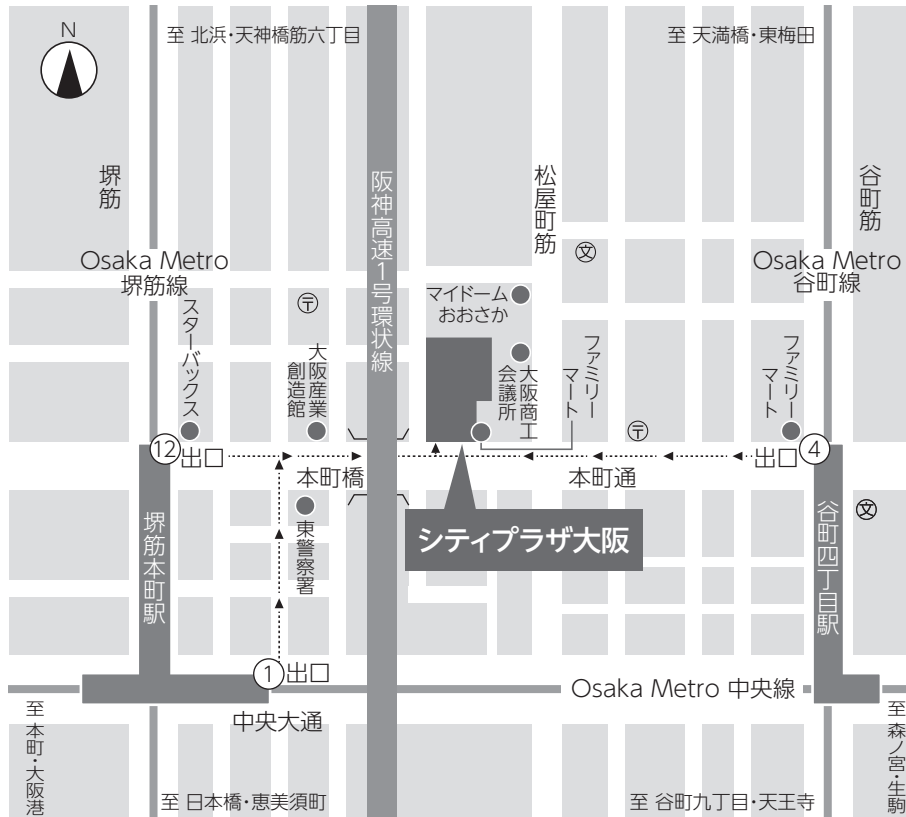 N
至 北浜・天神橋筋六丁目
至 天満橋・東梅田
堺筋
阪神高速1号環状線
松屋町筋
谷町筋
Osaka Metro
堺筋線
Osaka Metro
谷町線
文
〒
マイドーム
おおさか
スターバックス
大阪産業
創造館
大阪商工
会議所
ファミリー
マート
ファミリー
マート
〒
12 出口
本町橋
本町通
出口 4
シティプラザ大阪
堺筋本町駅
東警察署
谷町四丁目駅
文
1 出口
Osaka Metro 中央線
中央大通
至 本町・大阪港
至 森ノ宮・生駒
至 日本橋・恵美須町
至 谷町九丁目・天王寺